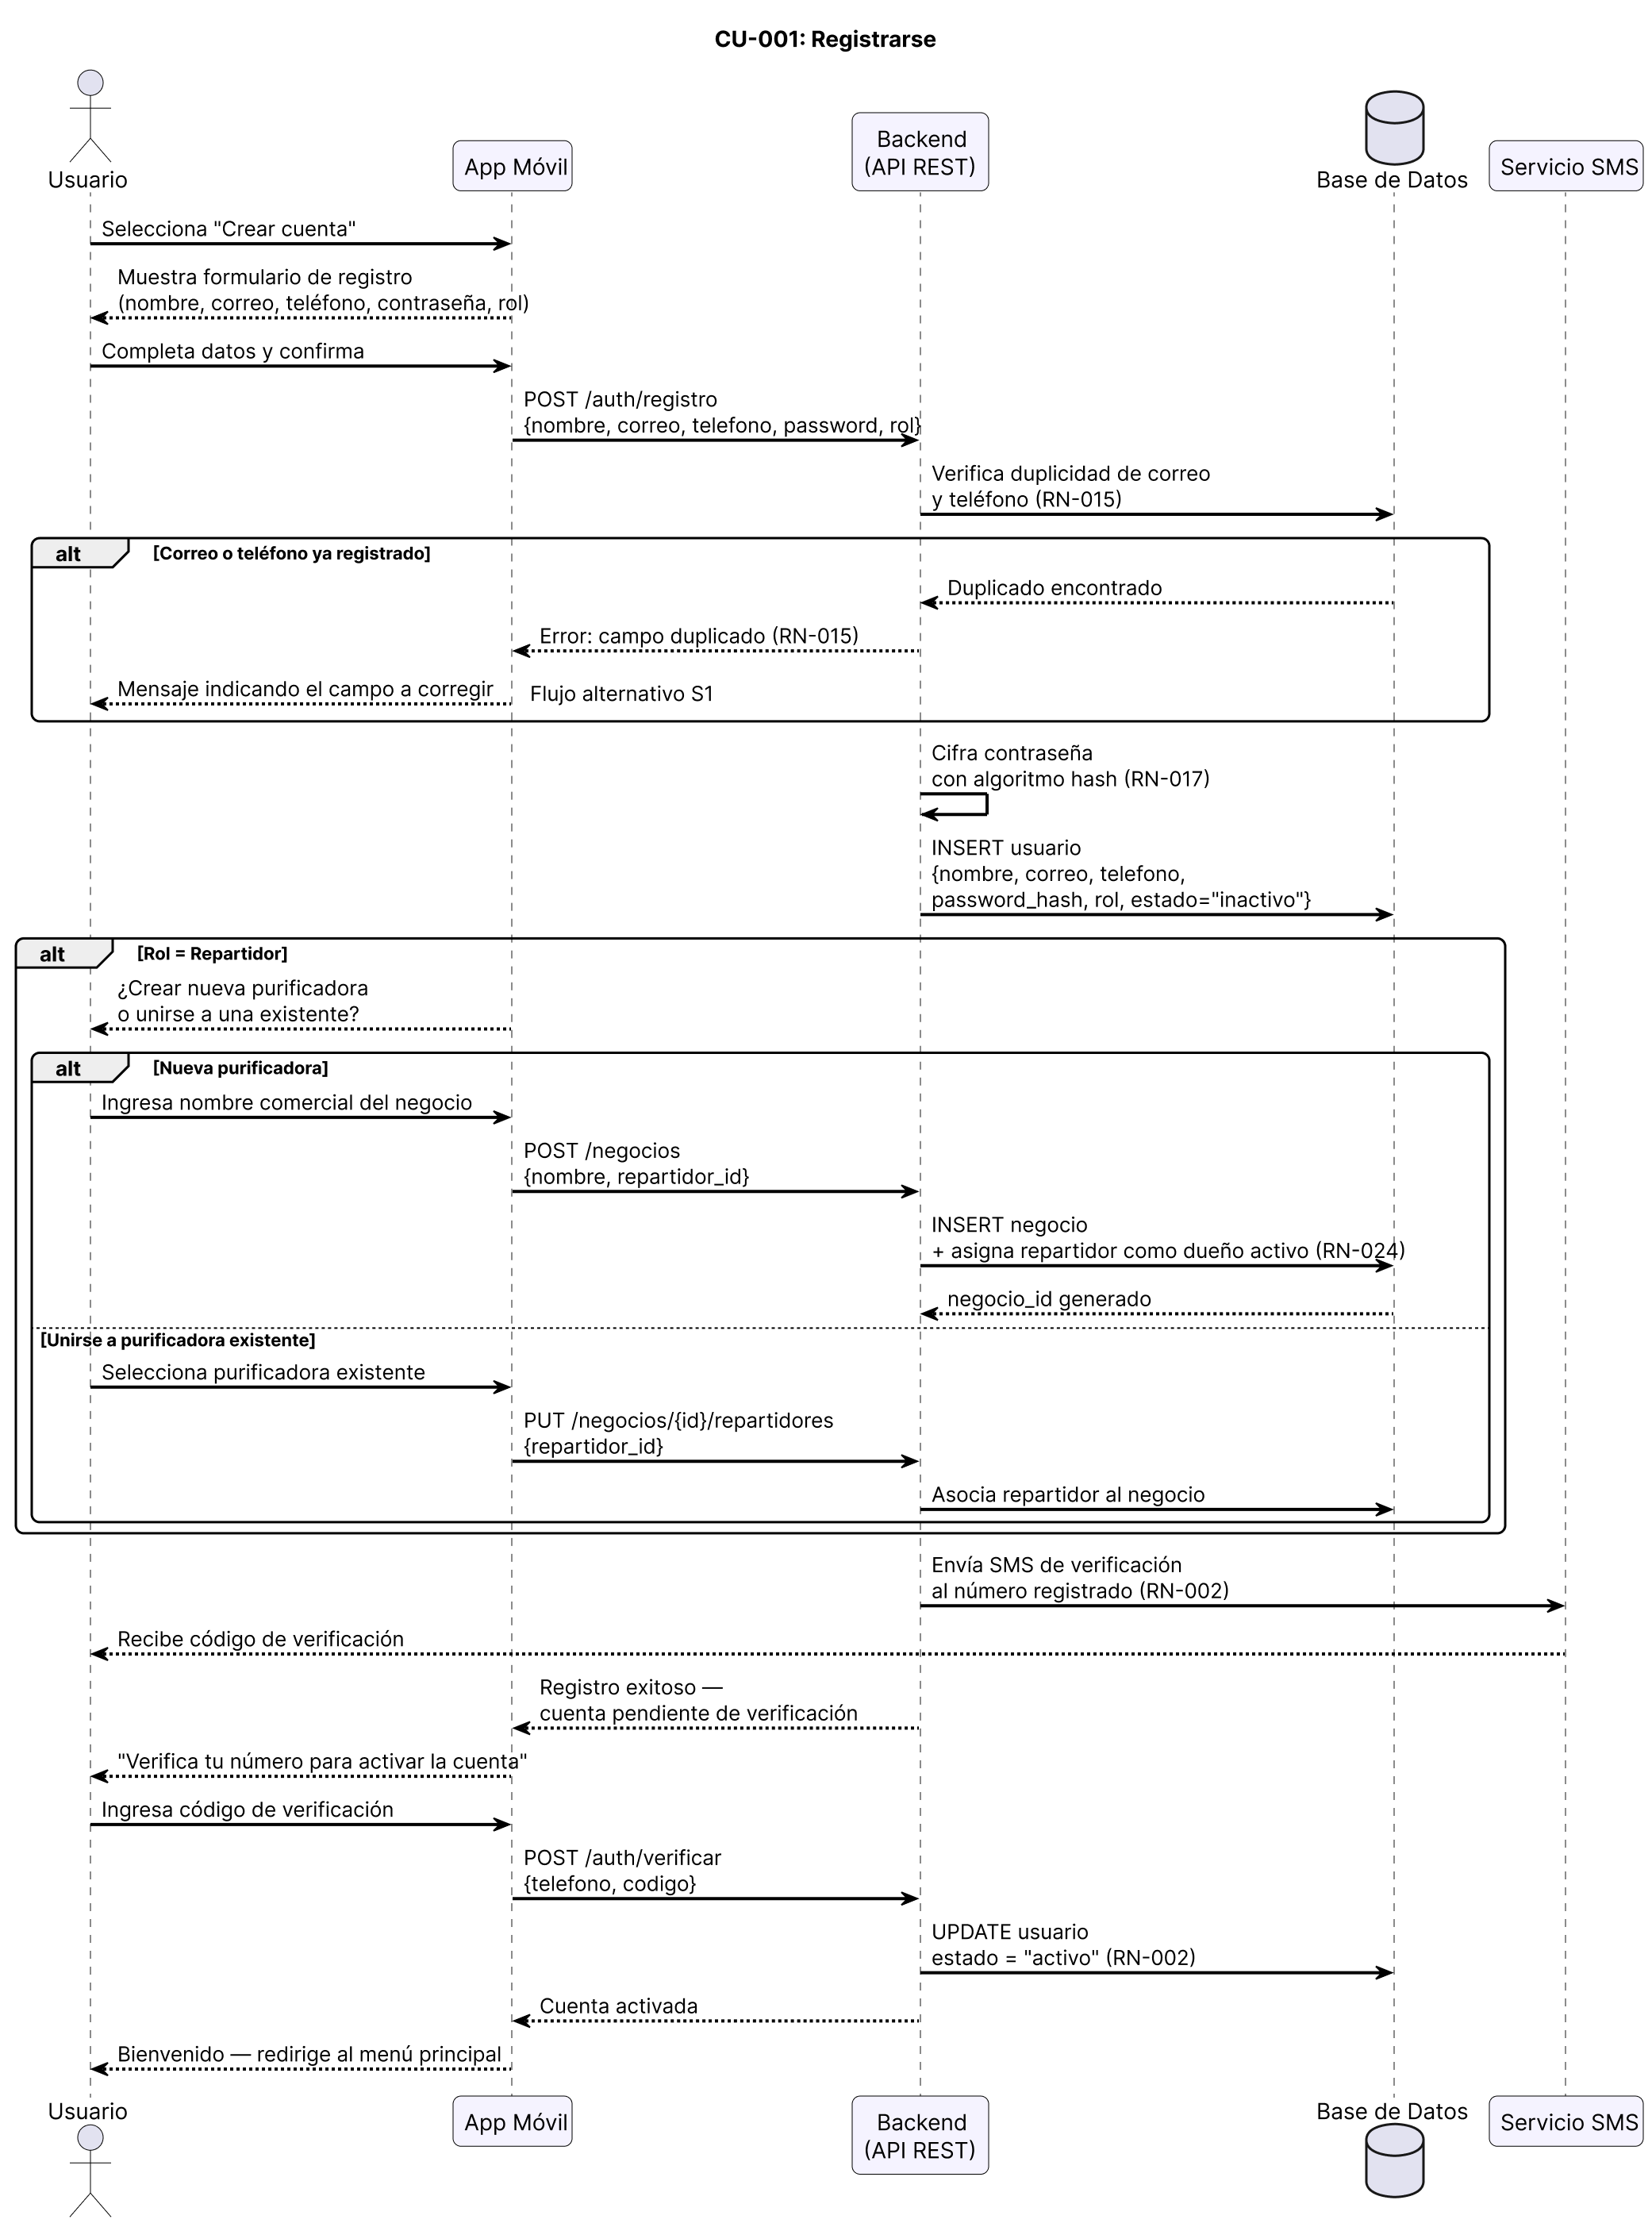 CU-001: Registrarse
Usuario
App Móvil
Backend
(API REST)
Base de Datos
Servicio SMS
Selecciona "Crear cuenta"
Muestra formulario de registro
(nombre, correo, teléfono, contraseña, rol)
Completa datos y confirma
POST /auth/registro
{nombre, correo, telefono, password, rol}
Verifica duplicidad de correo
y teléfono (RN-015)
alt
[Correo o teléfono ya registrado]
Duplicado encontrado
Error: campo duplicado (RN-015)
Mensaje indicando el campo a corregir
Flujo alternativo S1
Cifra contraseña
con algoritmo hash (RN-017)
INSERT usuario
{nombre, correo, telefono,
password_hash, rol, estado="inactivo"}
alt
[Rol = Repartidor]
¿Crear nueva purificadora
o unirse a una existente?
alt
[Nueva purificadora]
Ingresa nombre comercial del negocio
POST /negocios
{nombre, repartidor_id}
INSERT negocio
+ asigna repartidor como dueño activo (RN-024)
negocio_id generado
[Unirse a purificadora existente]
Selecciona purificadora existente
PUT /negocios/{id}/repartidores
{repartidor_id}
Asocia repartidor al negocio
Envía SMS de verificación
al número registrado (RN-002)
Recibe código de verificación
Registro exitoso —
cuenta pendiente de verificación
"Verifica tu número para activar la cuenta"
Ingresa código de verificación
POST /auth/verificar
{telefono, codigo}
UPDATE usuario
estado = "activo" (RN-002)
Cuenta activada
Bienvenido — redirige al menú principal
Usuario
App Móvil
Backend
(API REST)
Base de Datos
Servicio SMS